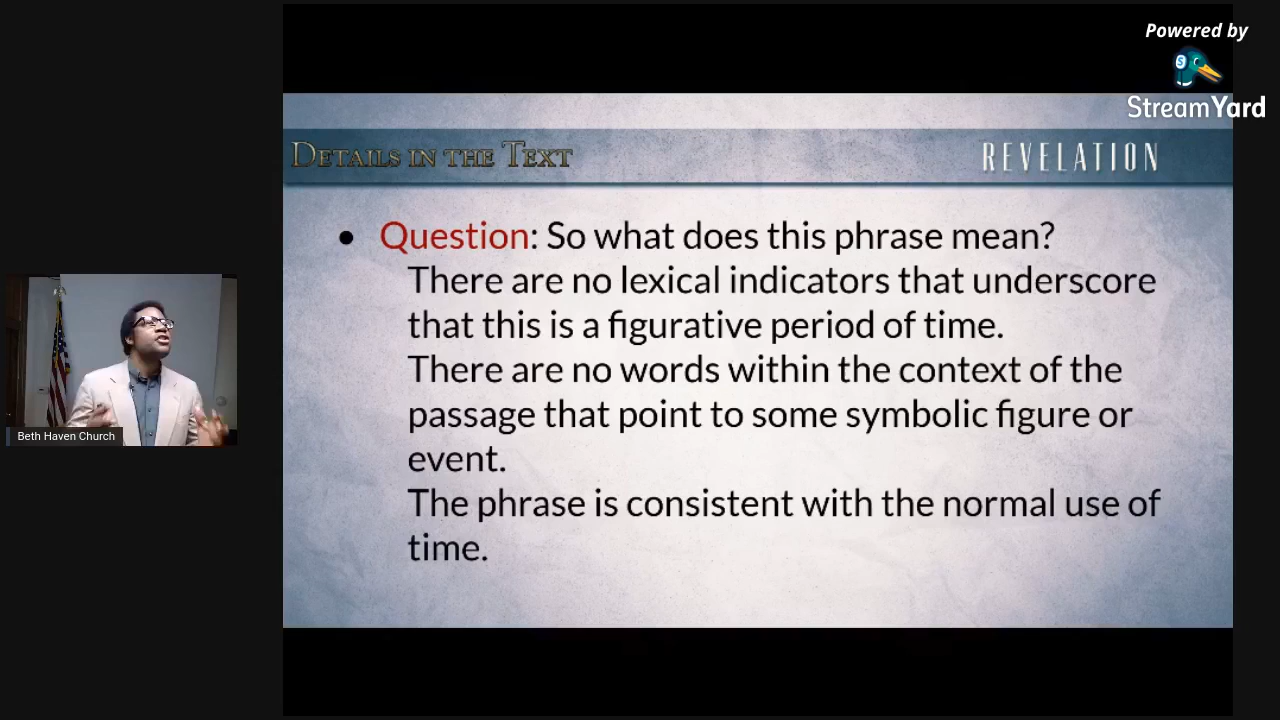 Powered by
StreamYard
DETAILS IN THE TEXT
REVELATION
• Question: So what does this phrase mean?
There are no lexical indicators that underscore
that this is a figurative period of time.
There are no words within the context of the
passage that point to some symbolic figure or
event.
The phrase is consistent with the normal use of
time.
Beth Haven Church